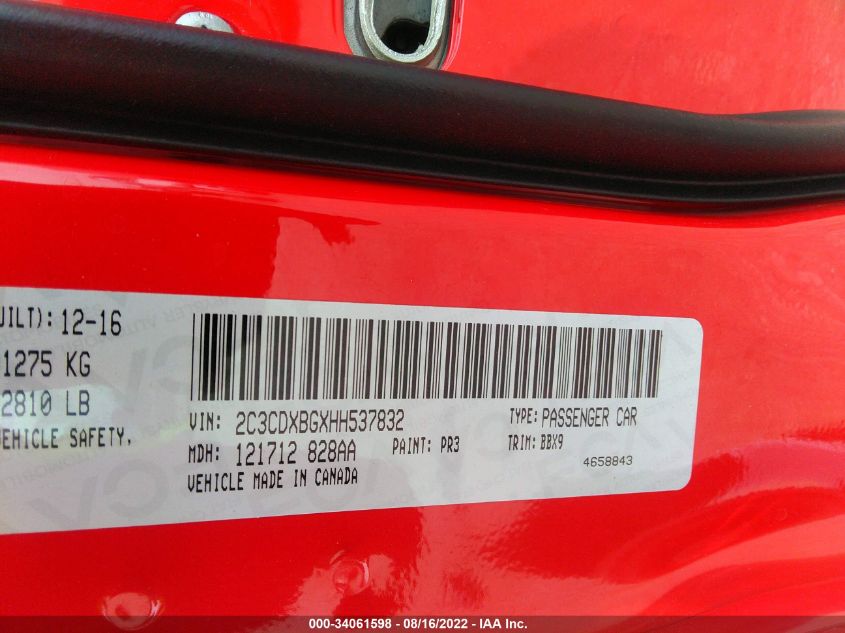 UILT): 12-16
1275 KG
2810 LB
EHICLE SAFETY,
VIN: 2C3CDXBGXHH537832 TYPE: PASSENGER CAR
MDH: 121712 828AA PAINT: PR3 TRIM: BBX9
4658843
VEHICLE MADE IN CANADA
000-34061598 - 08/16/2022 - IAA Inc.